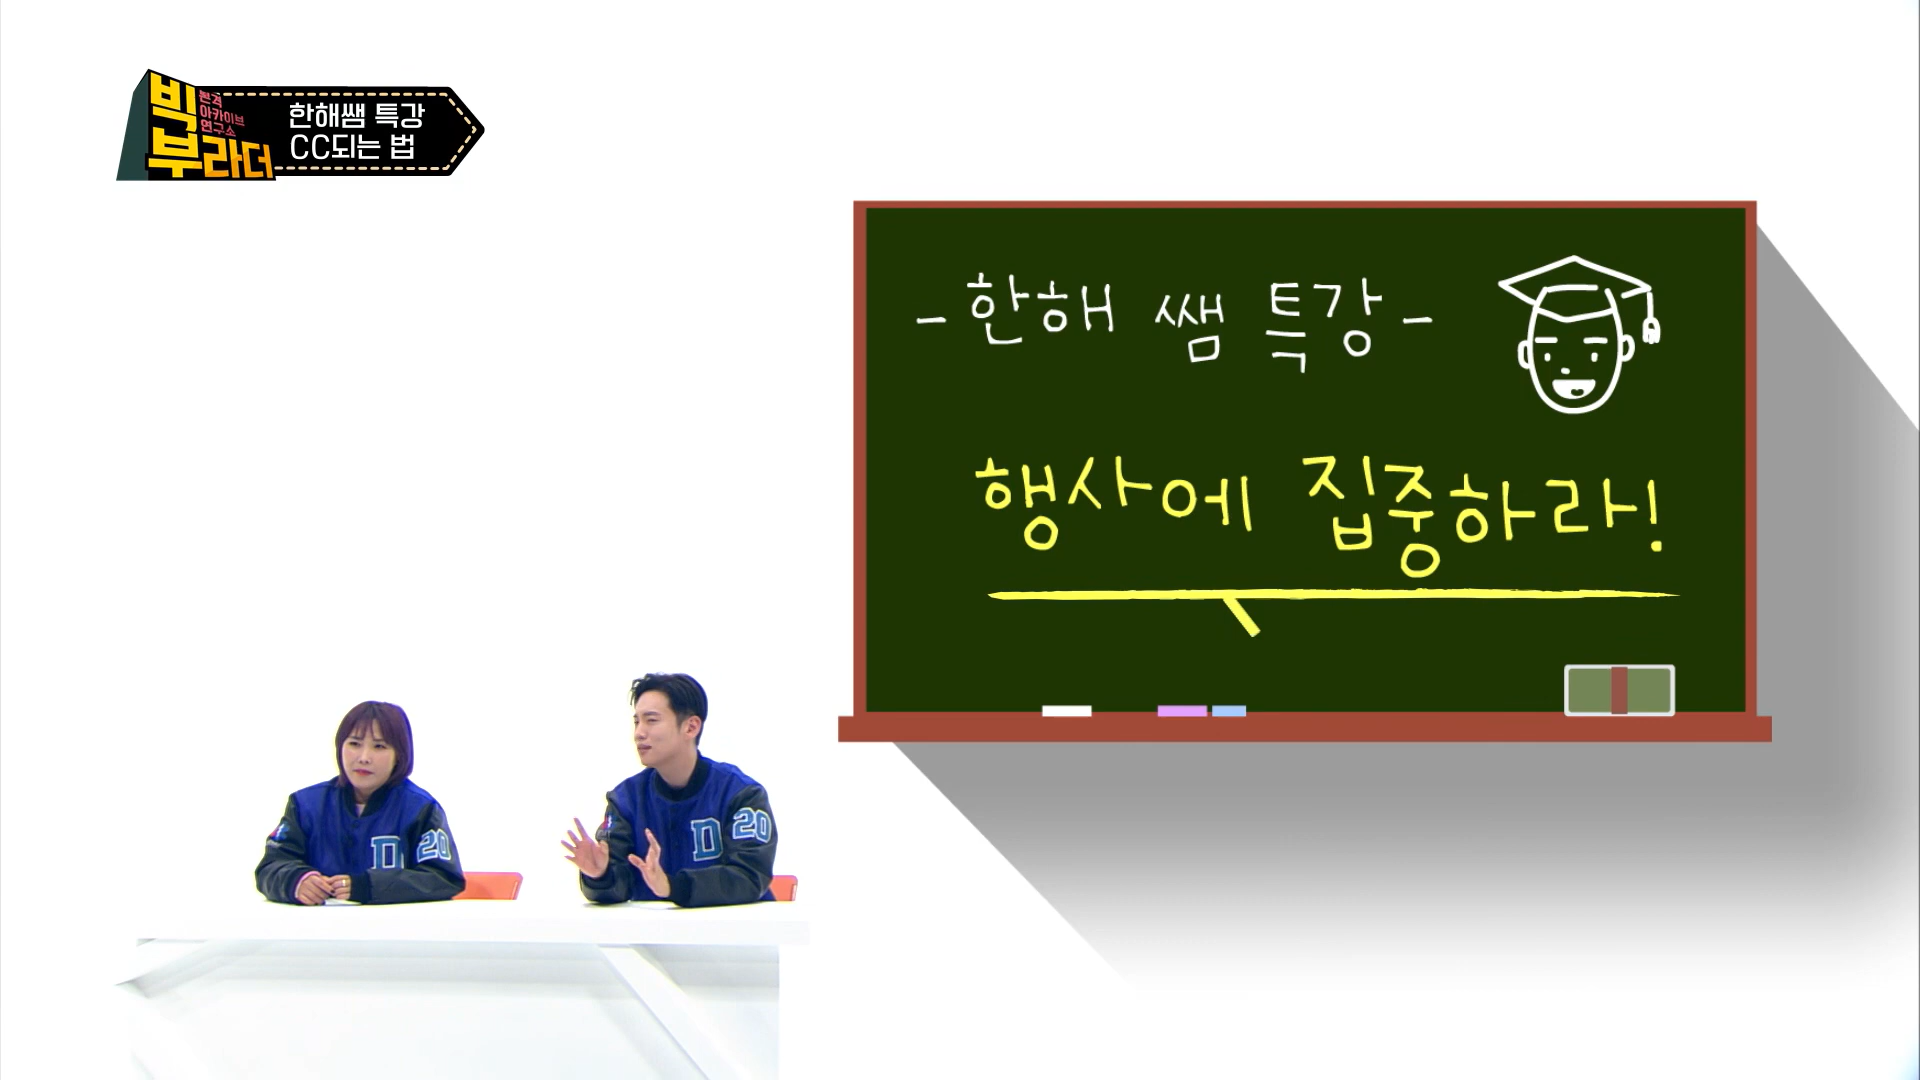 빅
본격
아카이브
연구소
부라더
한해쌤 특강
CC되는 법
-한해 쌤 특강-
행사에 집중하라!
D 20
D 20